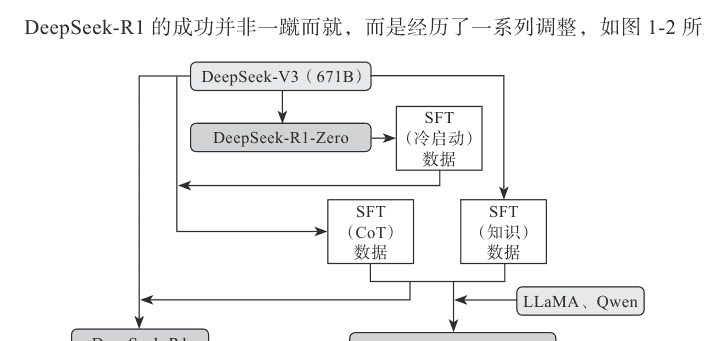 DeepSeek-R1 的成功并非一蹴而就，而是经历了一系列调整，如图 1-2 所
DeepSeek-V3（671B）
DeepSeek-R1-Zero
SFT
（冷启动）
数据
SFT
（CoT）
数据
SFT
（知识）
数据
LLaMA、Qwen
DeepSeek-R1